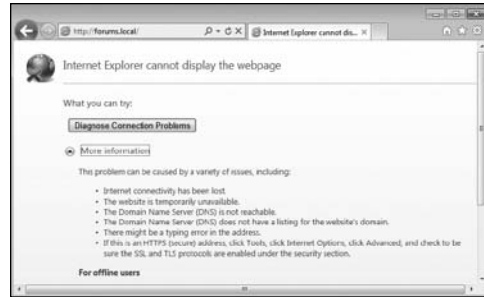 http://forums.local/
Internet Explorer cannot dis...
Internet Explorer cannot display the webpage
What you can try:
Diagnose Connection Problems
More information
This problem can be caused by a variety of issues, including:
• Internet connectivity has been lost.
• The website is temporarily unavailable.
• The Domain Name Server (DNS) is not reachable.
• The Domain Name Server (DNS) does not have a listing for the website's domain.
• There might be a typing error in the address.
• If this is an HTTPS (secure) address, click Tools, click Internet Options, click Advanced, and check to be
sure the SSL and TLS protocols are enabled under the security section.
For offline users